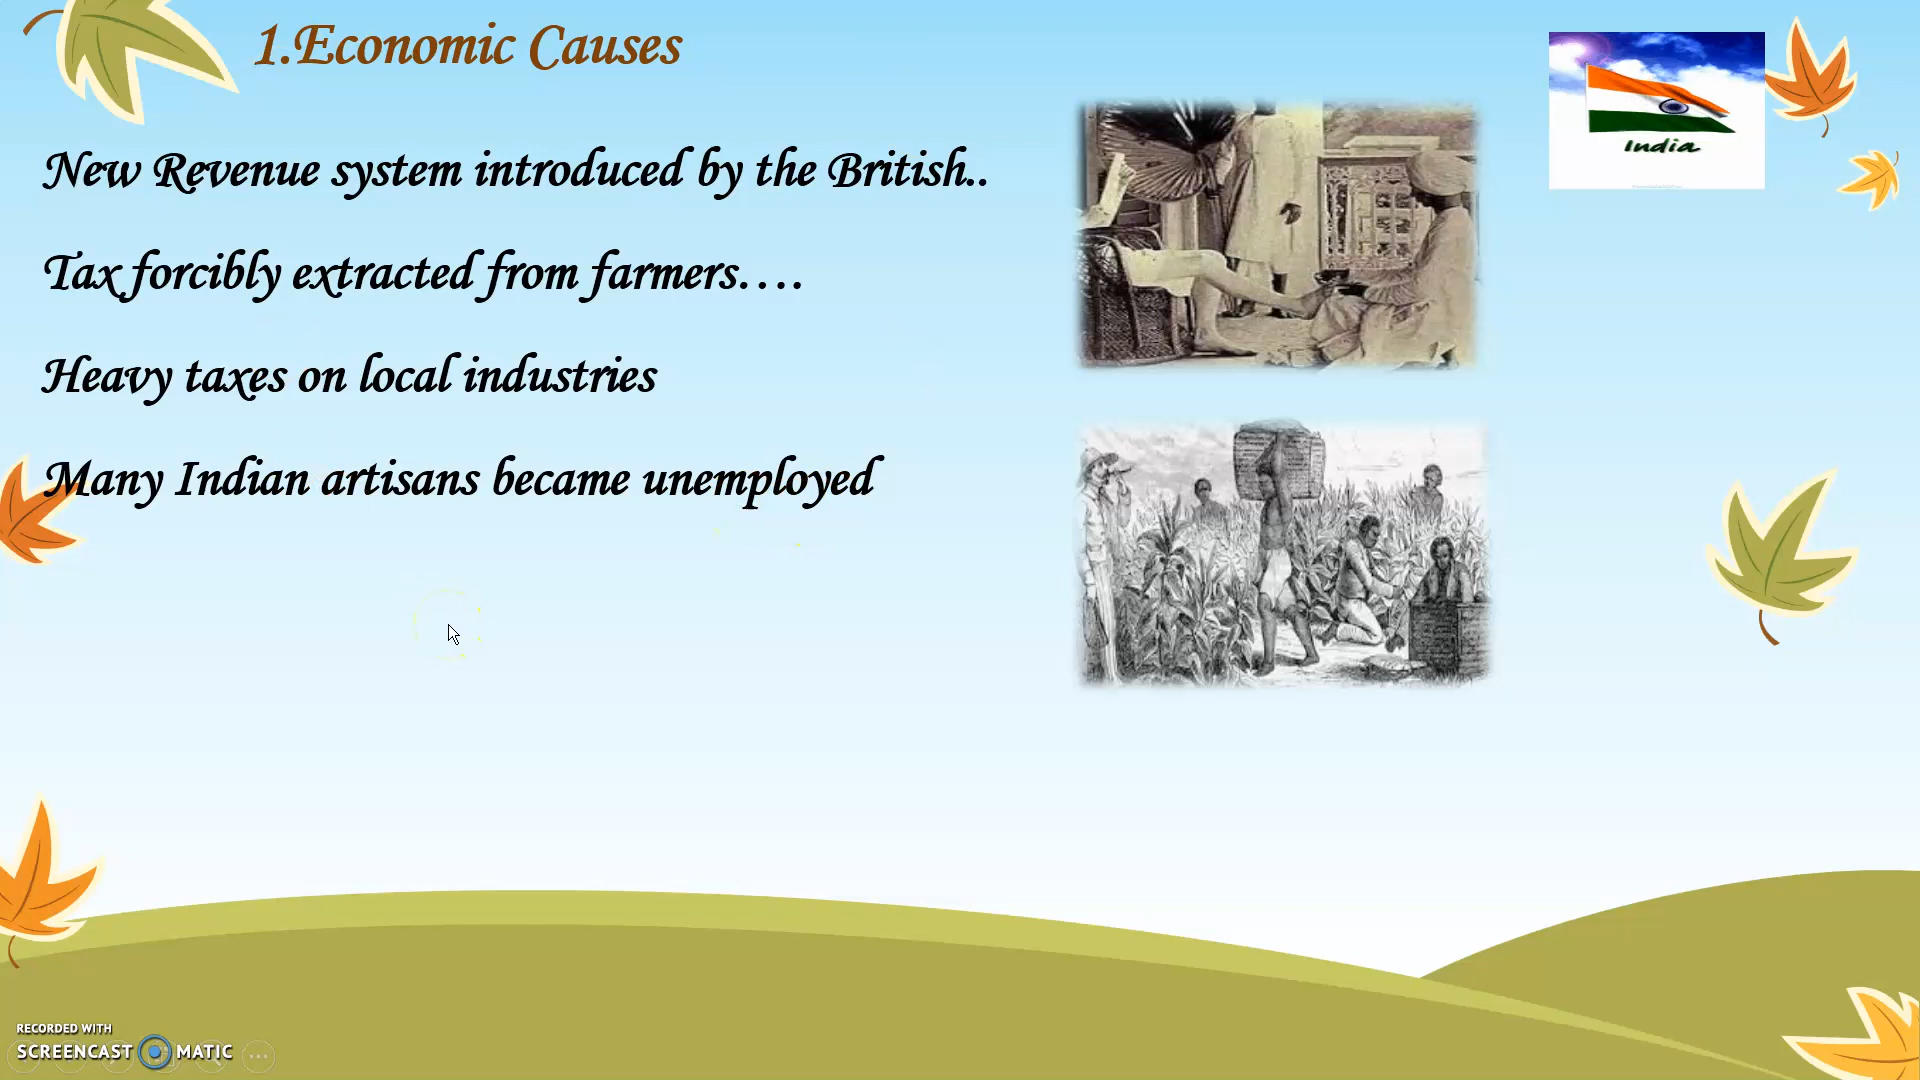 1.Economic Causes
New Revenue system introduced by the British..
Tax forcibly extracted from farmers....
Heavy taxes on local industries
Many Indian artisans became unemployed
India
RECORDED WITH
SCREENCAST MATIC